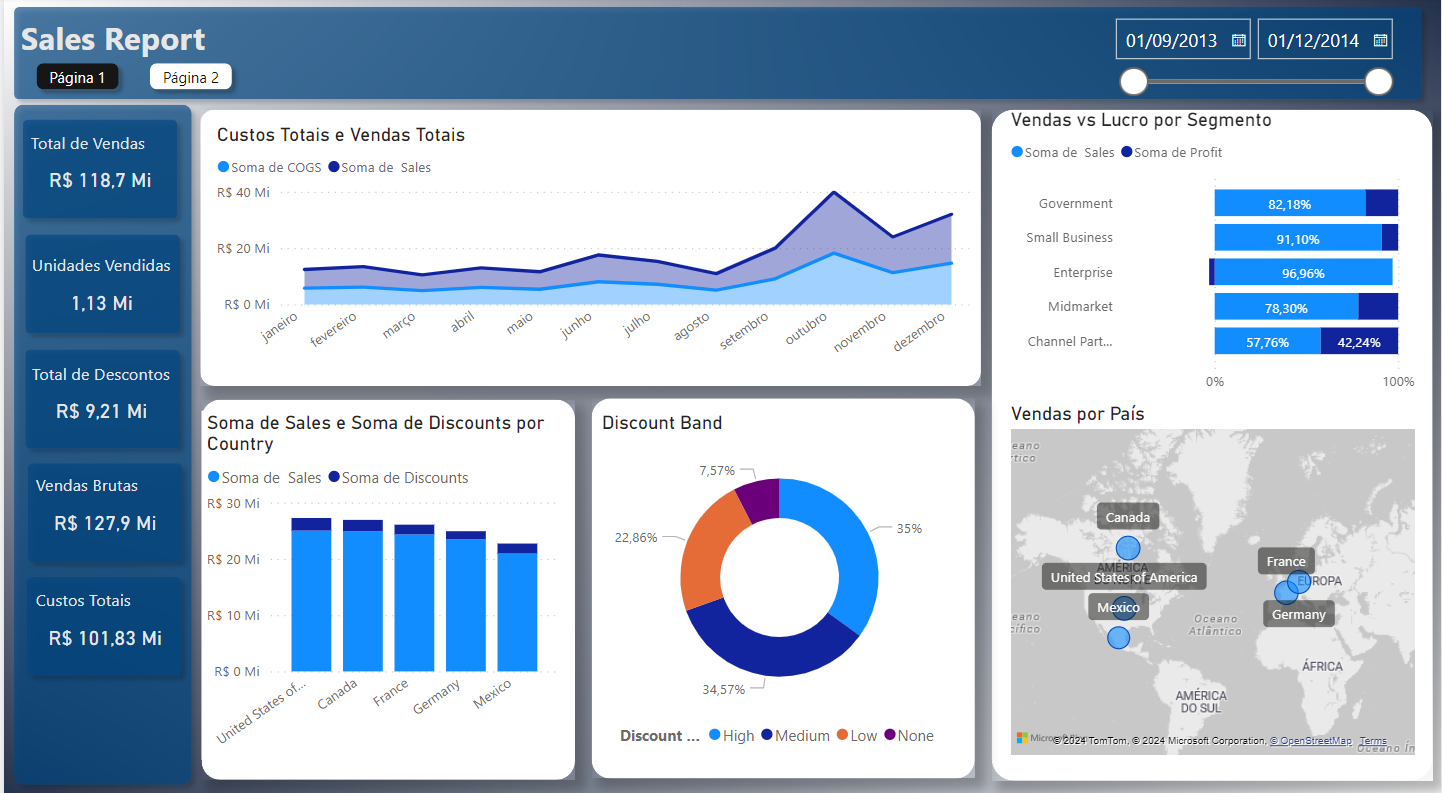 Sales Report
Página 1
Página 2
01/09/2013
01/12/2014
Total de Vendas
R$ 118,7 Mi
Unidades Vendidas
1,13 Mi
Total de Descontos
R$ 9,21 Mi
Vendas Brutas
R$ 127,9 Mi
Custos Totais
R$ 101,83 Mi
Custos Totais e Vendas Totais
Soma de COGS Soma de Sales
R$ 40 Mi
R$ 20 Mi
R$ 0 Mi
janeiro
fevereiro
março
abril
maio
junho
julho
agosto
setembro
outubro
novembro
dezembro
Vendas vs Lucro por Segmento
Soma de Sales Soma de Profit
Government 82,18%
Small Business 91,10%
Enterprise 96,96%
Midmarket 78,30%
Channel Part... 57,76% 42,24%
0% 100%
Soma de Sales e Soma de Discounts por
Country
Soma de Sales Soma de Discounts
R$ 30 Mi
R$ 20 Mi
R$ 10 Mi
R$ 0 Mi
United States of...
Canada
France
Germany
Mexico
Discount Band
7,57%
35%
22,86%
34,57%
Discount ... High Medium Low None
Vendas por País
eano
rtico
Canada
AMÉRICA
United States of America
Mexico
France
EUROPA
Germany
eano
cífico
Oceano
Atlântico
ÁFRICA
AMÉRICA
DO SUL
© 2024 TomTom, © 2024 Microsoft Corporation, © OpenStreetMap Terms
Oceano Ín